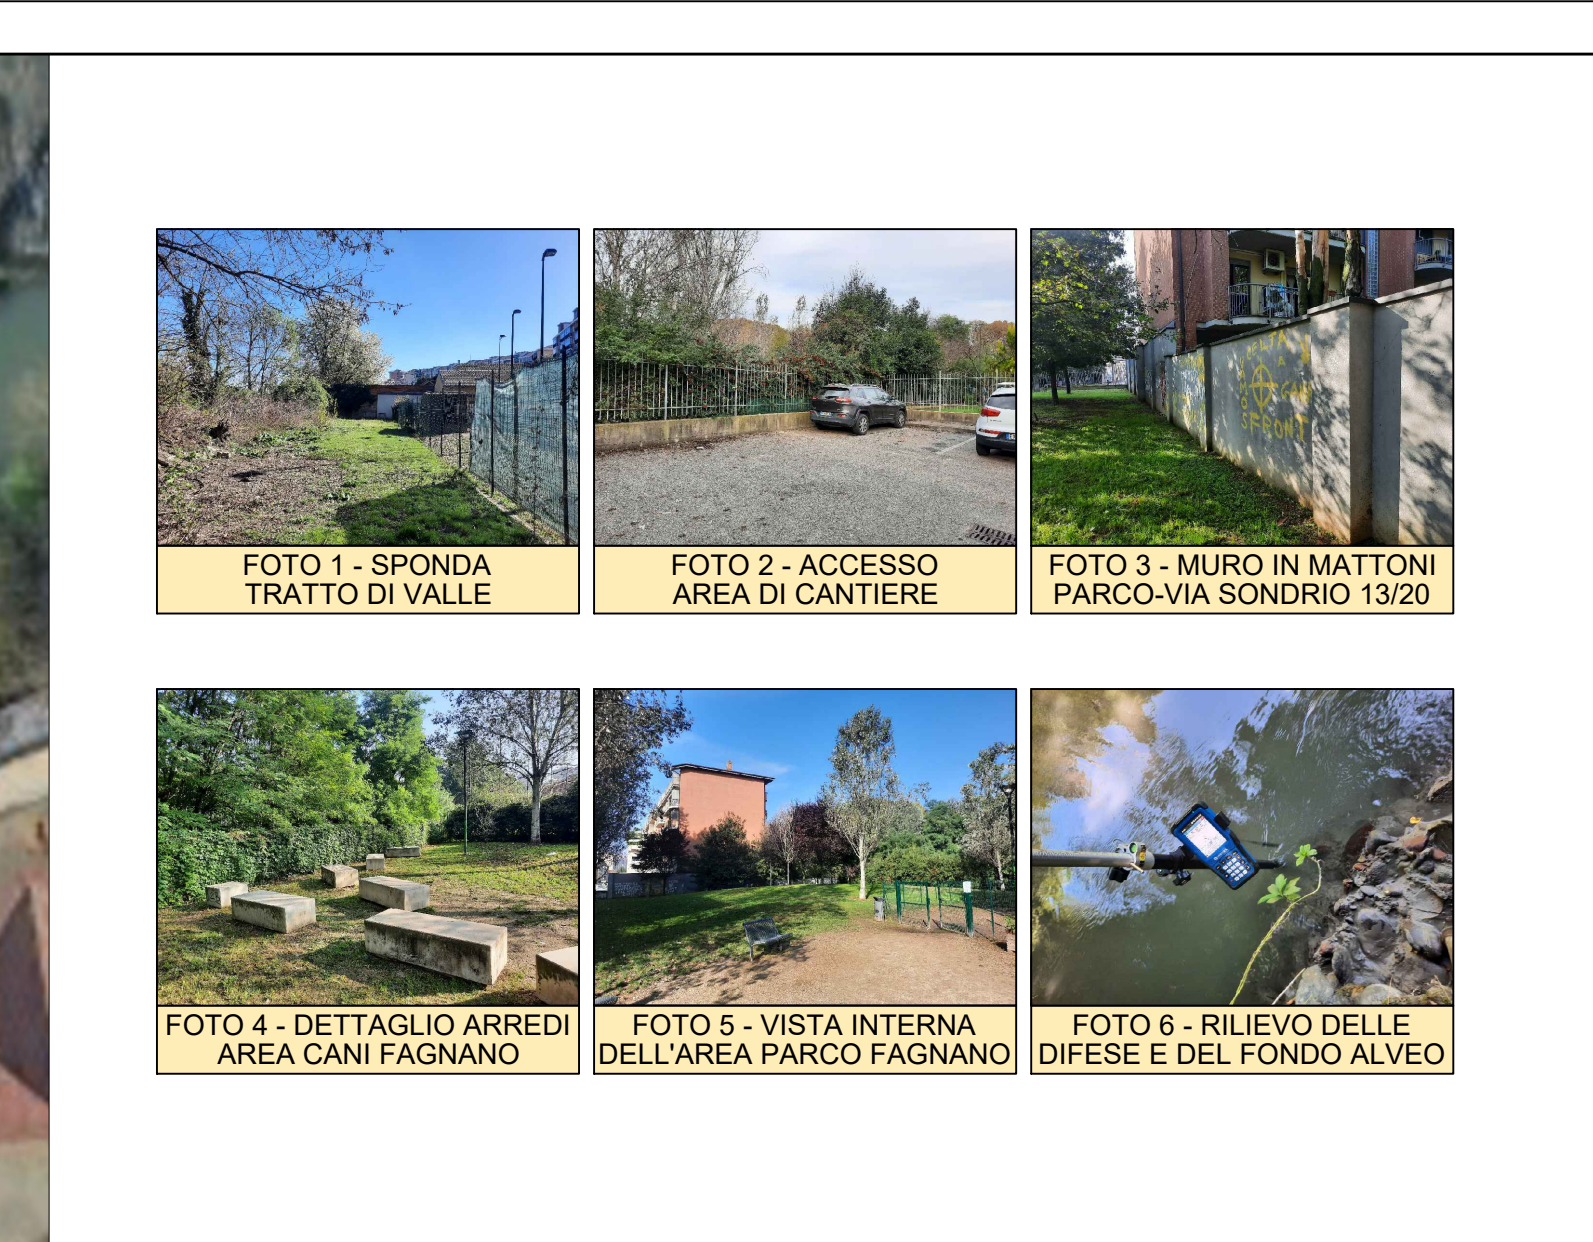 FOTO 1 - SPONDA
TRATTO DI VALLE
FOTO 2 - ACCESSO
AREA DI CANTIERE
DELTA
A
SFRONT
FOTO 3 - MURO IN MATTONI
PARCO-VIA SONDRIO 13/20
FOTO 4 - DETTAGLIO ARREDI
AREA CANI FAGNANO
FOTO 5 - VISTA INTERNA
DELL'AREA PARCO FAGNANO
FOTO 6 - RILIEVO DELLE
DIFESE E DEL FONDO ALVEO